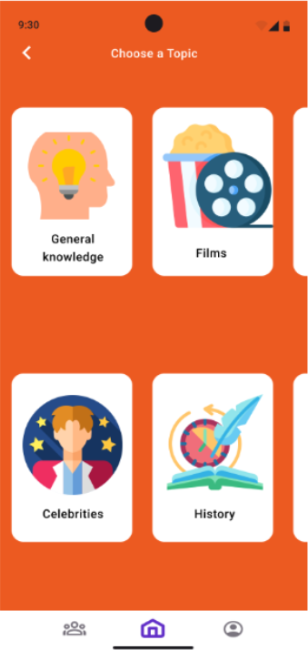 9:30
Choose a Topic
General
knowledge
Films
Celebrities
History